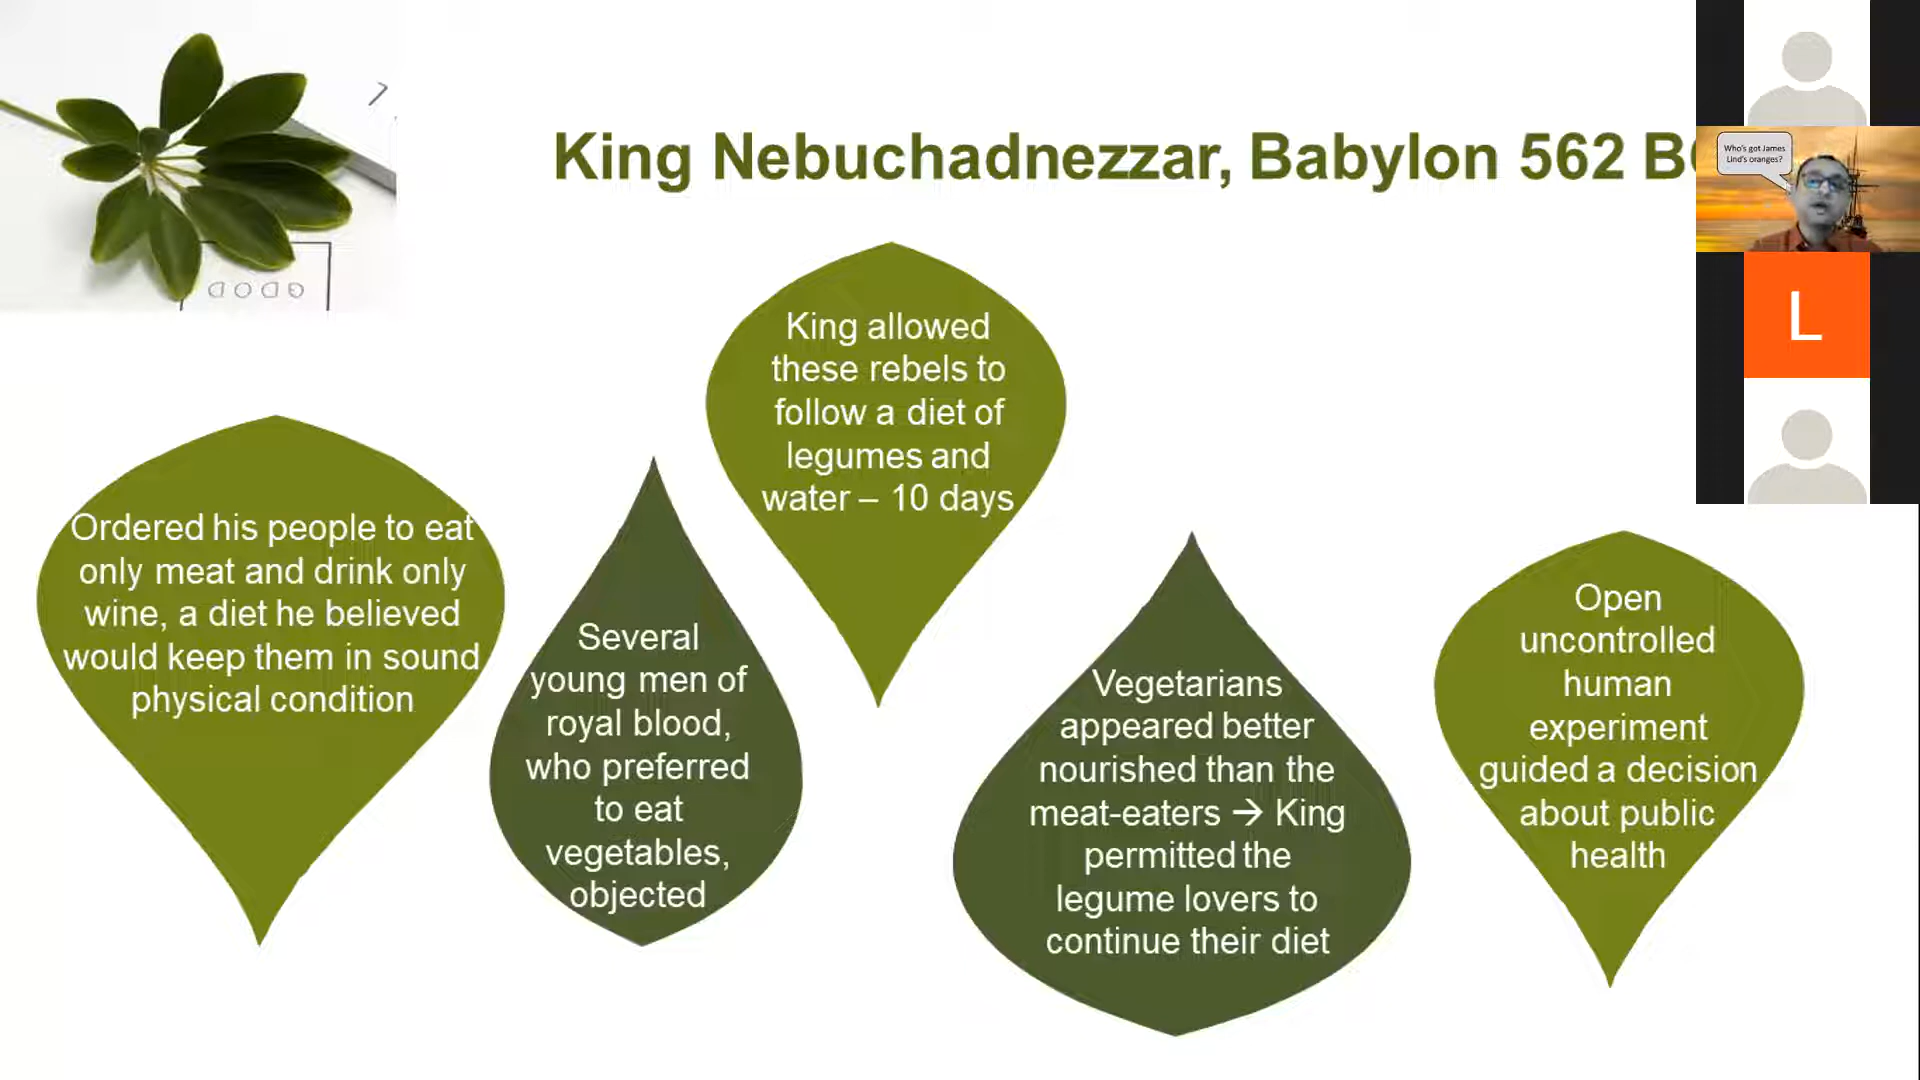 King Nebuchadnezzar, Babylon 562 B
Who's got James
Lind's oranges?
L
King allowed
these rebels to
follow a diet of
legumes and
water – 10 days
Ordered his people to eat
only meat and drink only
wine, a diet he believed
would keep them in sound
physical condition
Several
young men of
royal blood,
who preferred
to eat
vegetables,
objected
Vegetarians
appeared better
nourished than the
meat-eaters → King
permitted the
legume lovers to
continue their diet
Open
uncontrolled
human
experiment
guided a decision
about public
health